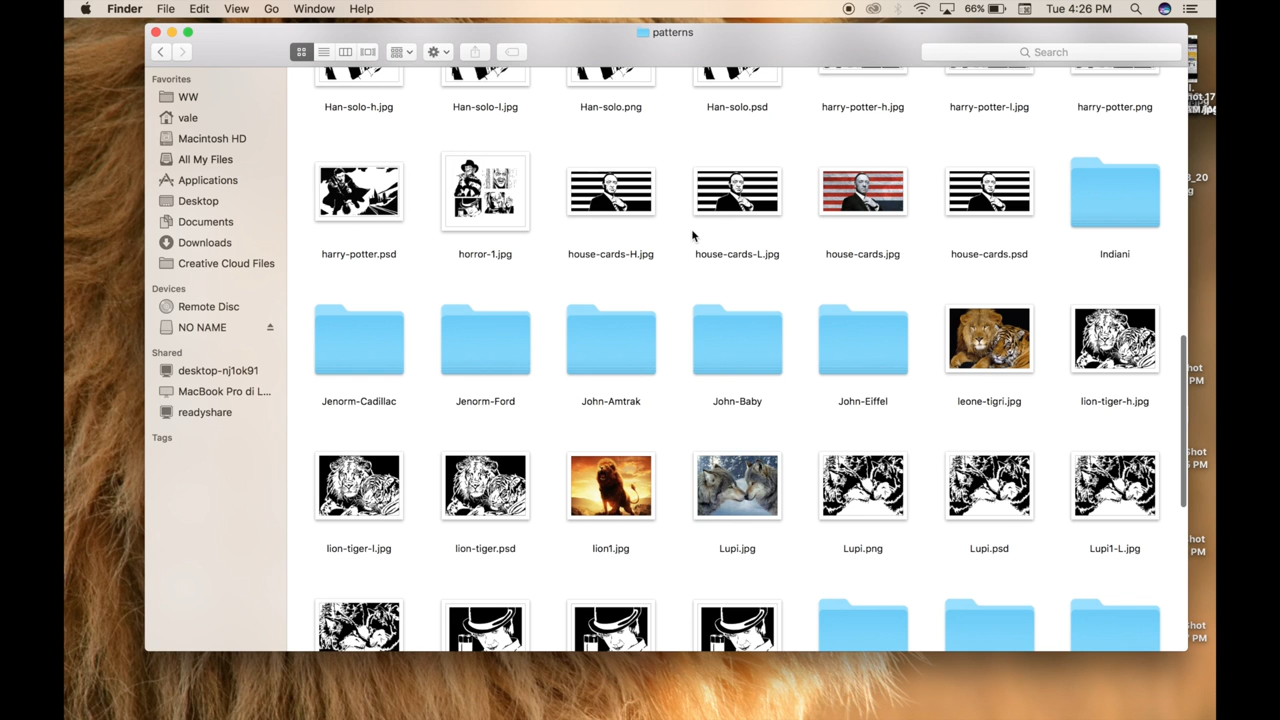 Finder File Edit View Go Window Help 66% Tue 4:26 PM
patterns
Search
Favorites
WW
vale
Macintosh HD
All My Files
Applications
Desktop
Documents
Downloads
Creative Cloud Files
Devices
Remote Disc
NO NAME
Shared
desktop-nj1ok91
MacBook Pro di L...
readyshare
Tags
Han-solo-h.jpg Han-solo-l.jpg Han-solo.png Han-solo.psd harry-potter-h.jpg harry-potter-l.jpg harry-potter.png
harry-potter.psd horror-1.jpg house-cards-H.jpg house-cards-L.jpg house-cards.jpg house-cards.psd Indiani
Jenorm-Cadillac Jenorm-Ford John-Amtrak John-Baby John-Eiffel leone-tigri.jpg lion-tiger-h.jpg
lion-tiger-l.jpg lion-tiger.psd lion1.jpg Lupi.jpg Lupi.png Lupi.psd Lupi1-L.jpg